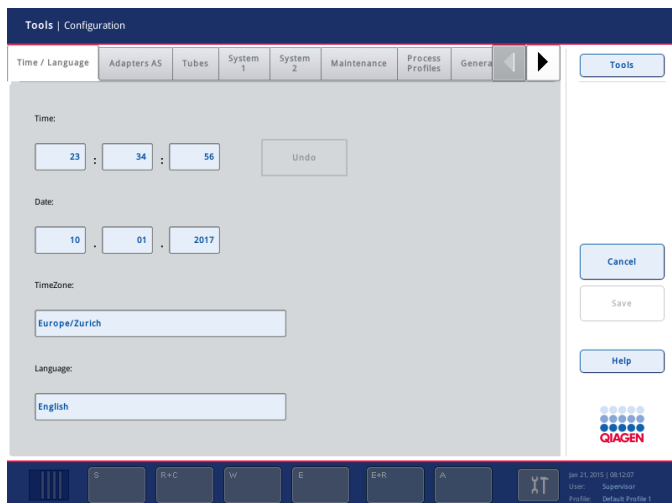 Tools | Configuration
Time / Language
Adapters AS
Tubes
System
1
System
2
Maintenance
Process
Profiles
Genera
Tools
Time:
23 : 34 : 56
Undo
Date:
10 . 01 . 2017
Cancel
TimeZone:
Save
Europe/Zurich
Help
Language:
English
QIAGEN
S
R+C
W
E
E+R
A
Jan 21, 2015 | 08:12:07
User: Supervisor
Profile: Default Profile 1